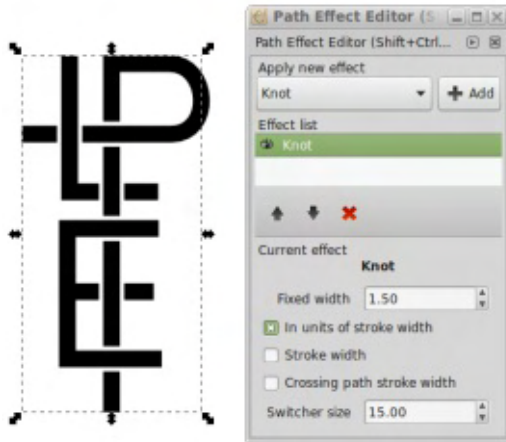 LPE
Path Effect Editor (S
Path Effect Editor (Shift+Ctrl...
Apply new effect
Knot
Add
Effect list
Knot
Current effect
Knot
Fixed width 1.50
In units of stroke width
Stroke width
Crossing path stroke width
Switcher size 15.00